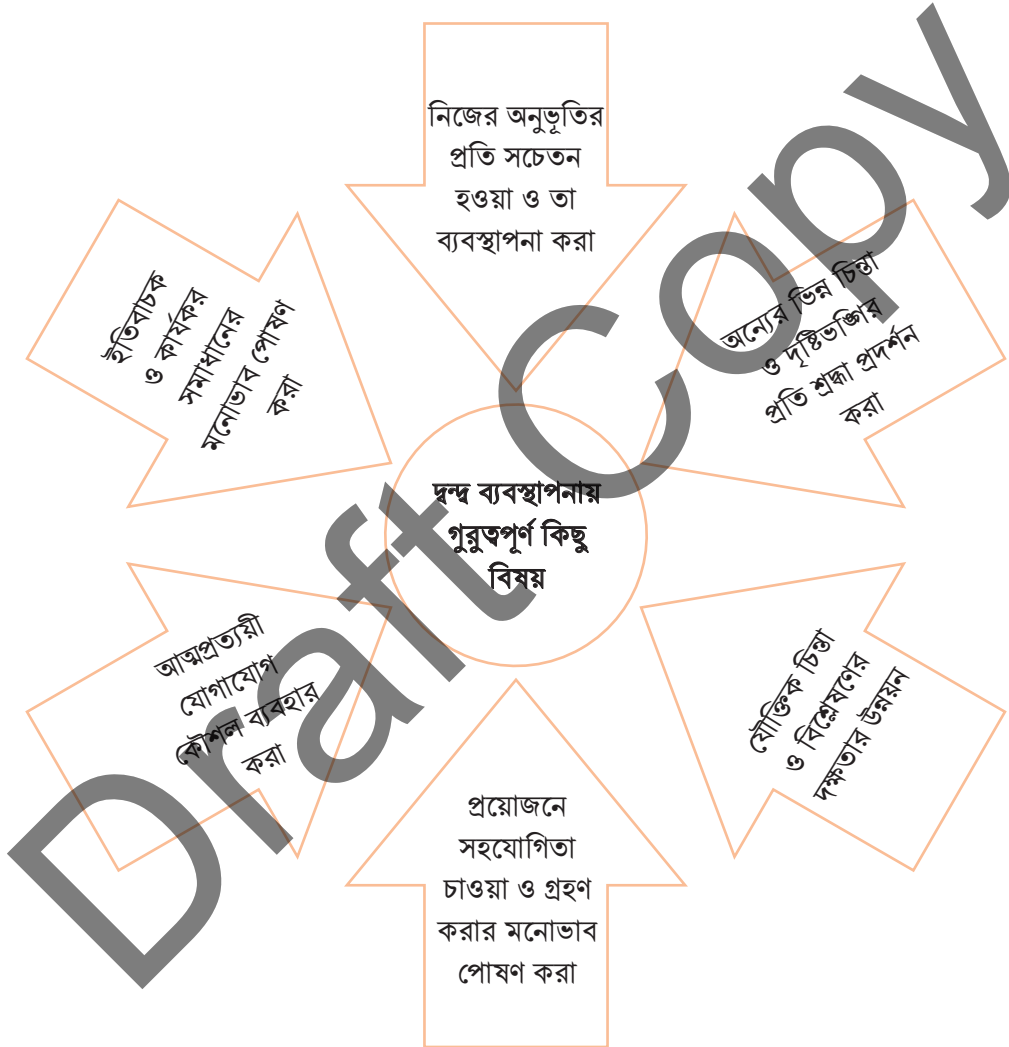 নিজের অনুভূতির
প্রতি সচেতন
হওয়া ও তা
ব্যবস্থাপনা করা
অন্যের ভিন্ন চিন্তা
ও দৃষ্টিভঙ্গির
প্রতি শ্রদ্ধা প্রদর্শন
করা
যৌক্তিক চিন্তা
ও বিশ্লেষণের
দক্ষতার উন্নয়ন
প্রয়োজনে
সহযোগিতা
চাওয়া ও গ্রহণ
করার মনোভাব
পোষণ করা
আত্মপ্রত্যয়ী
যোগাযোগ
কৌশল ব্যবহার
করা
ইতিবাচক
ও কার্যকর
সমাধানের
মনোভাব পোষণ
করা
দ্বন্দ্ব ব্যবস্থাপনায়
গুরুত্বপূর্ণ কিছু
বিষয়
Draft Copy